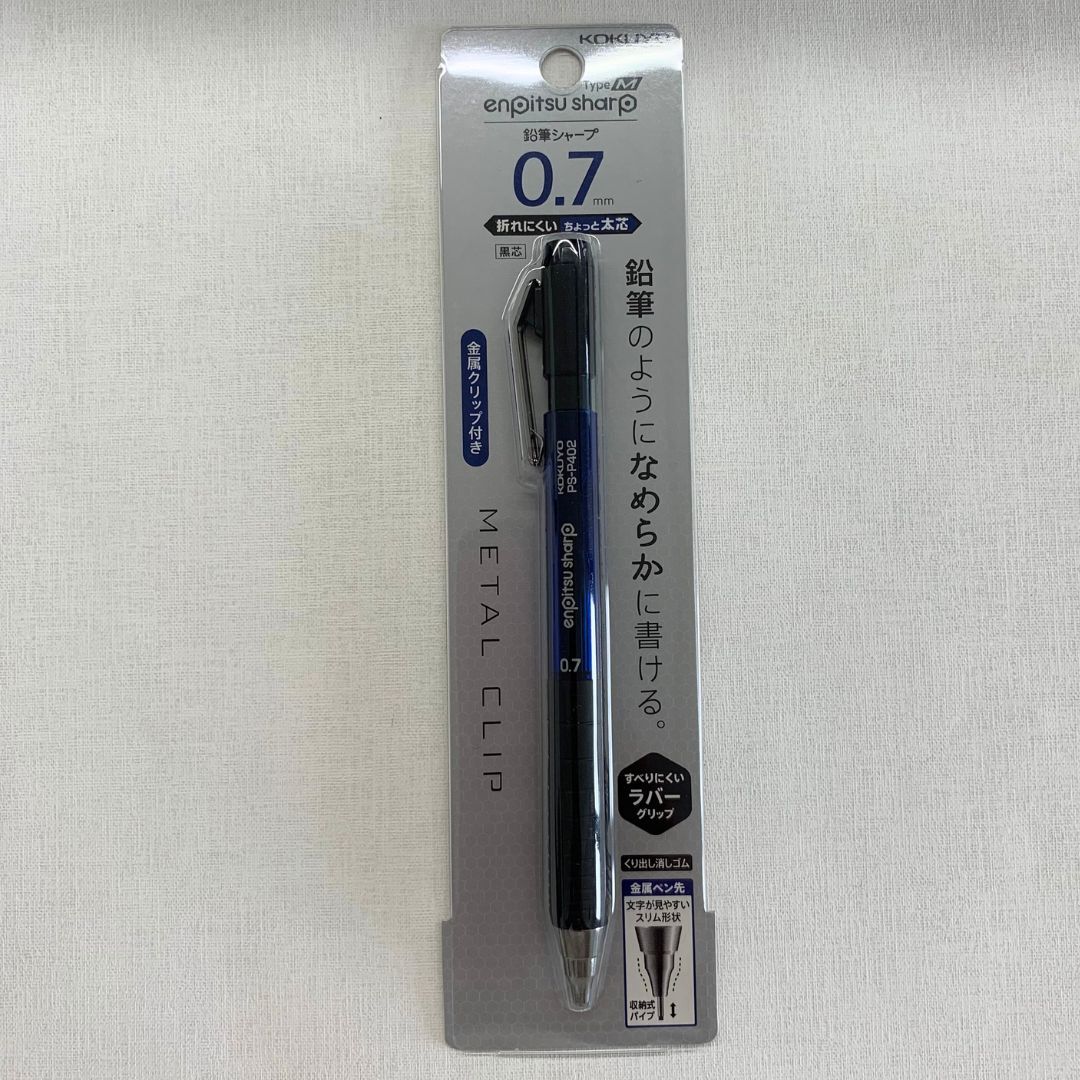 KOKUYO
Type M
enpitsu sharp
鉛筆シャープ
0.7mm
折れにくい ちょっと太芯
黒芯
鉛筆のようになめらかに書ける。
金属クリップ付き
METAL CLIP
KOKUYO
PS-P402
enpitsu sharp
0.7
すべりにくい
ラバー
グリップ
くり出し消しゴム
金属ペン先
文字が見やすい
スリム形状
収納式
パイプ